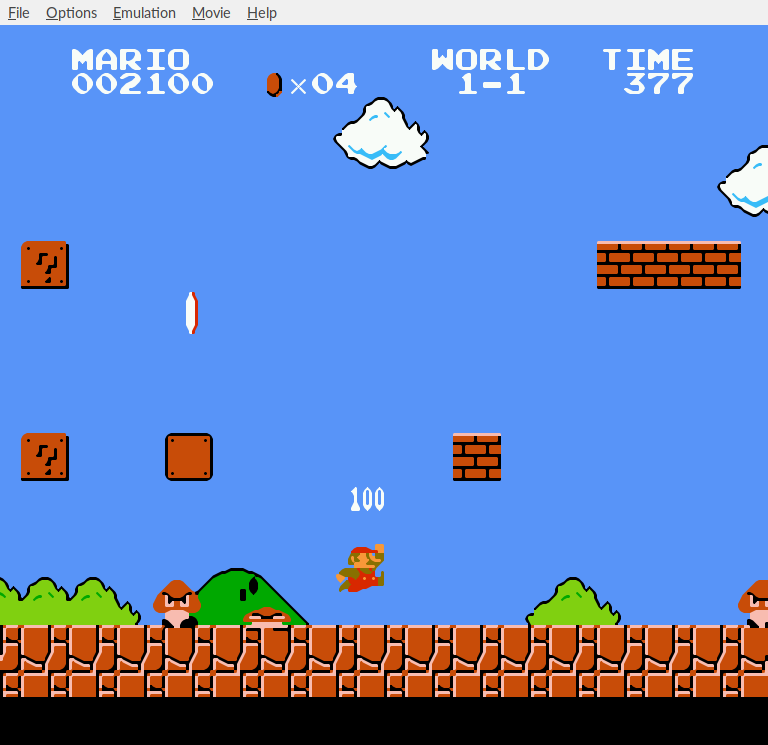 File Options Emulation Movie Help
MARIO WORLD TIME
002100 ×04 1-1 377
?
?
100